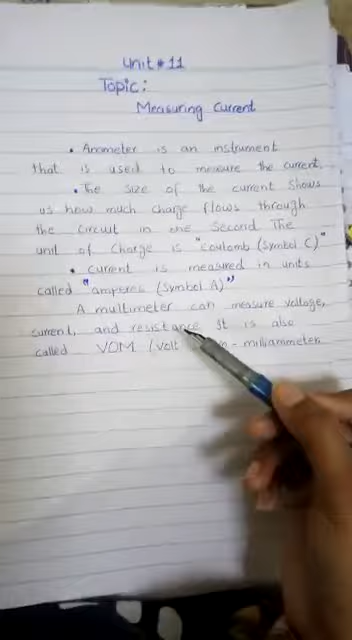 Unit # 11
Topic:
Measuring Current
• Ammeter is an instrument
that is used to measure the current.
• The size of the current shows
us how much charge flows through
the circuit in one second The
unit of charge is "coulomb (Symbol C)"
• Current is measured in units
called "amperes (Symbol A)"
A multimeter can measure voltage,
current, and resistance It is also
called VOM /Volt - milliammeter